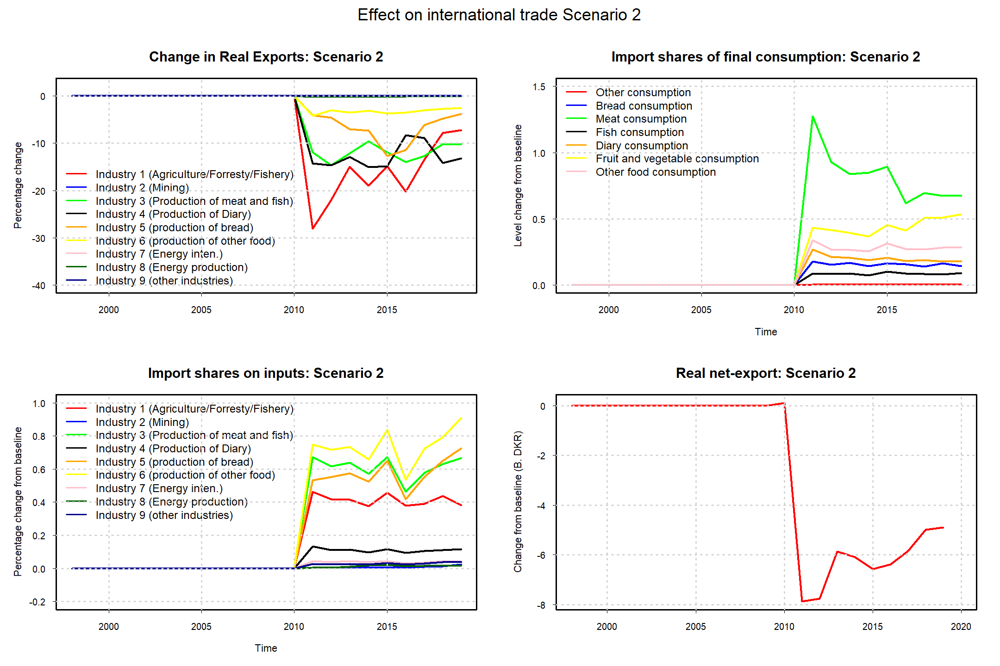 Effect on international trade Scenario 2
Change in Real Exports: Scenario 2
Percentage change
0
-10
-20
-30
-40
Industry 1 (Agriculture/Forresty/Fishery)
Industry 2 (Mining)
Industry 3 (Production of meat and fish)
Industry 4 (Production of Diary)
Industry 5 (production of bread)
Industry 6 (production of other food)
Industry 7 (Energy inten.)
Industry 8 (Energy production)
Industry 9 (other industries)
2000 2005 2010 2015
Import shares of final consumption: Scenario 2
Level change from baseline
1.5
1.0
0.5
0.0
Other consumption
Bread consumption
Meat consumption
Fish consumption
Diary consumption
Fruit and vegetable consumption
Other food consumption
2000 2005 2010 2015
Time
Import shares on inputs: Scenario 2
Percentage change from baseline
1.0
0.8
0.6
0.4
0.2
0.0
-0.2
Industry 1 (Agriculture/Forresty/Fishery)
Industry 2 (Mining)
Industry 3 (Production of meat and fish)
Industry 4 (Production of Diary)
Industry 5 (production of bread)
Industry 6 (production of other food)
Industry 7 (Energy inten.)
Industry 8 (Energy production)
Industry 9 (other industries)
2000 2005 2010 2015
Time
Real net-export: Scenario 2
Change from baseline (B. DKR)
0
-2
-4
-6
-8
2000 2005 2010 2015 2020